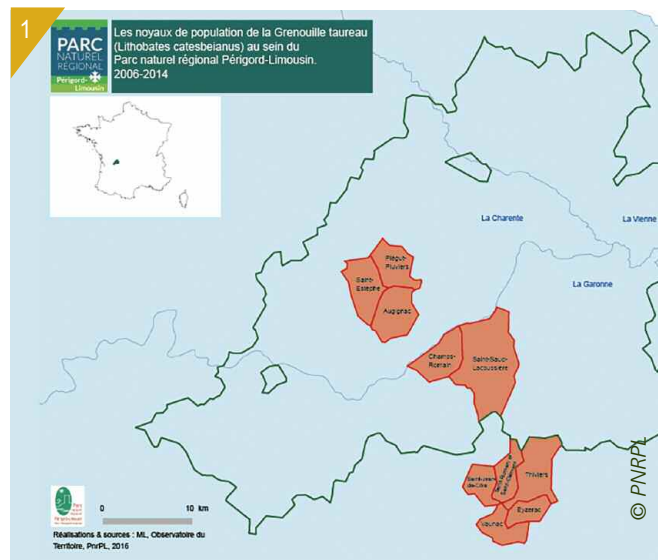 1
PARC
NATUREL
RÉGIONAL
Périgord-
Limousin
Les noyaux de population de la Grenouille taureau
(Lithobates catesbeianus) au sein du
Parc naturel régional Périgord-Limousin.
2006-2014
La Charente
La Vienne
La Garonne
Piégut-
Pluviers
Saint-
Estèphe
Augignac
Champs-
Romain
Saint-Saud-
Lacoussière
Thiviers
Eyzerac
Vaunac
0 10 km
Réalisations & sources : ML, Observatoire du
Territoire, PnrPL, 2016
© PNRPL